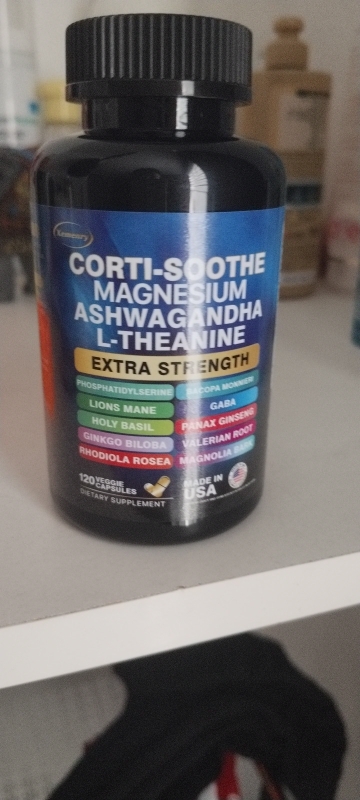 CORTI-SOOTHE
MAGNESIUM
ASHWAGANDHA
L-THEANINE
EXTRA STRENGTH
PHOSPHATIDYLSERINE
BACOPA MONNIERI
LIONS MANE
GABA
HOLY BASIL
PANAX GINSENG
GINKGO BILOBA
VALERIAN ROOT
RHODIOLA ROSEA
MAGNOLIA BARK
120 VEGGIE
CAPSULES
DIETARY SUPPLEMENT
MADE IN
USA